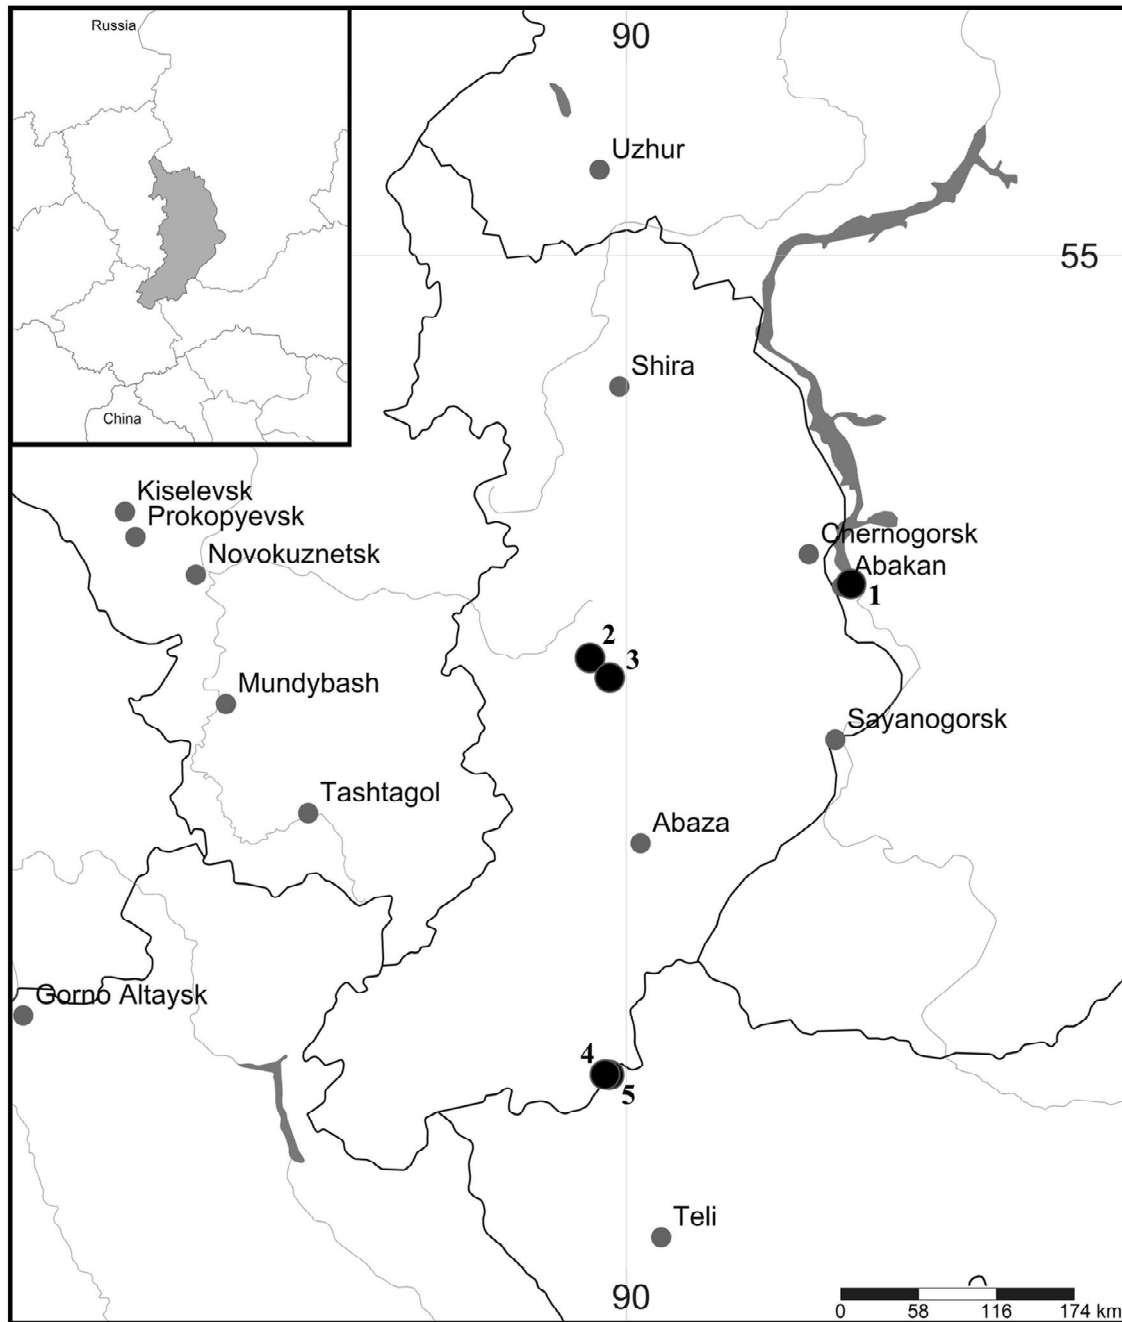 Russia
90
Uzhur
55
Shira
China
Kiselevsk
Prokopyevsk
Chernogorsk
Novokuznetsk
Abakan
1
2
3
Mundybash
Sayanogorsk
Tashtagol
Abaza
Gorno Altaysk
4
5
Teli
90
0 58 116 174 km